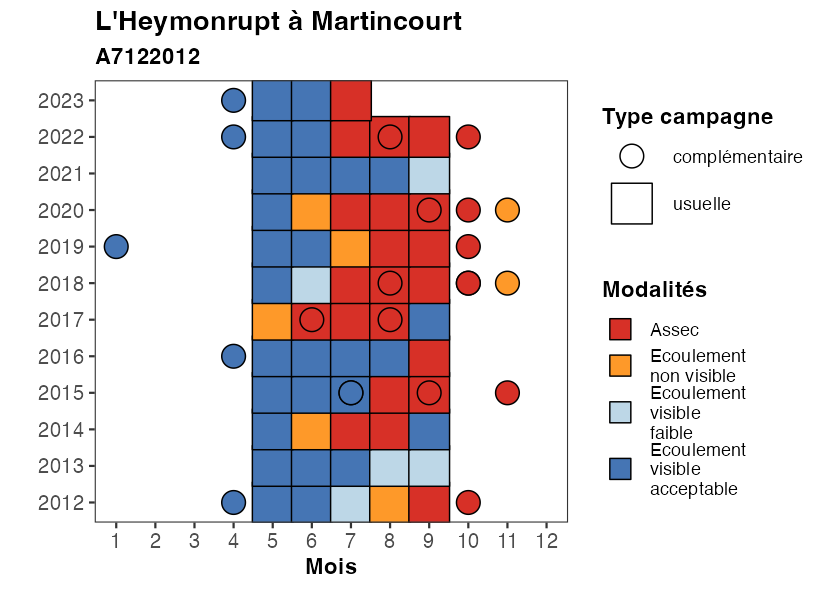 L'Heymonrupt à Martincourt
A7122012
2023
2022
2021
2020
2019
2018
2017
2016
2015
2014
2013
2012
1 2 3 4 5 6 7 8 9 10 11 12
Mois
Type campagne
complémentaire
usuelle
Modalités
Assec
Ecoulement
non visible
Ecoulement
visible
faible
Ecoulement
visible
acceptable